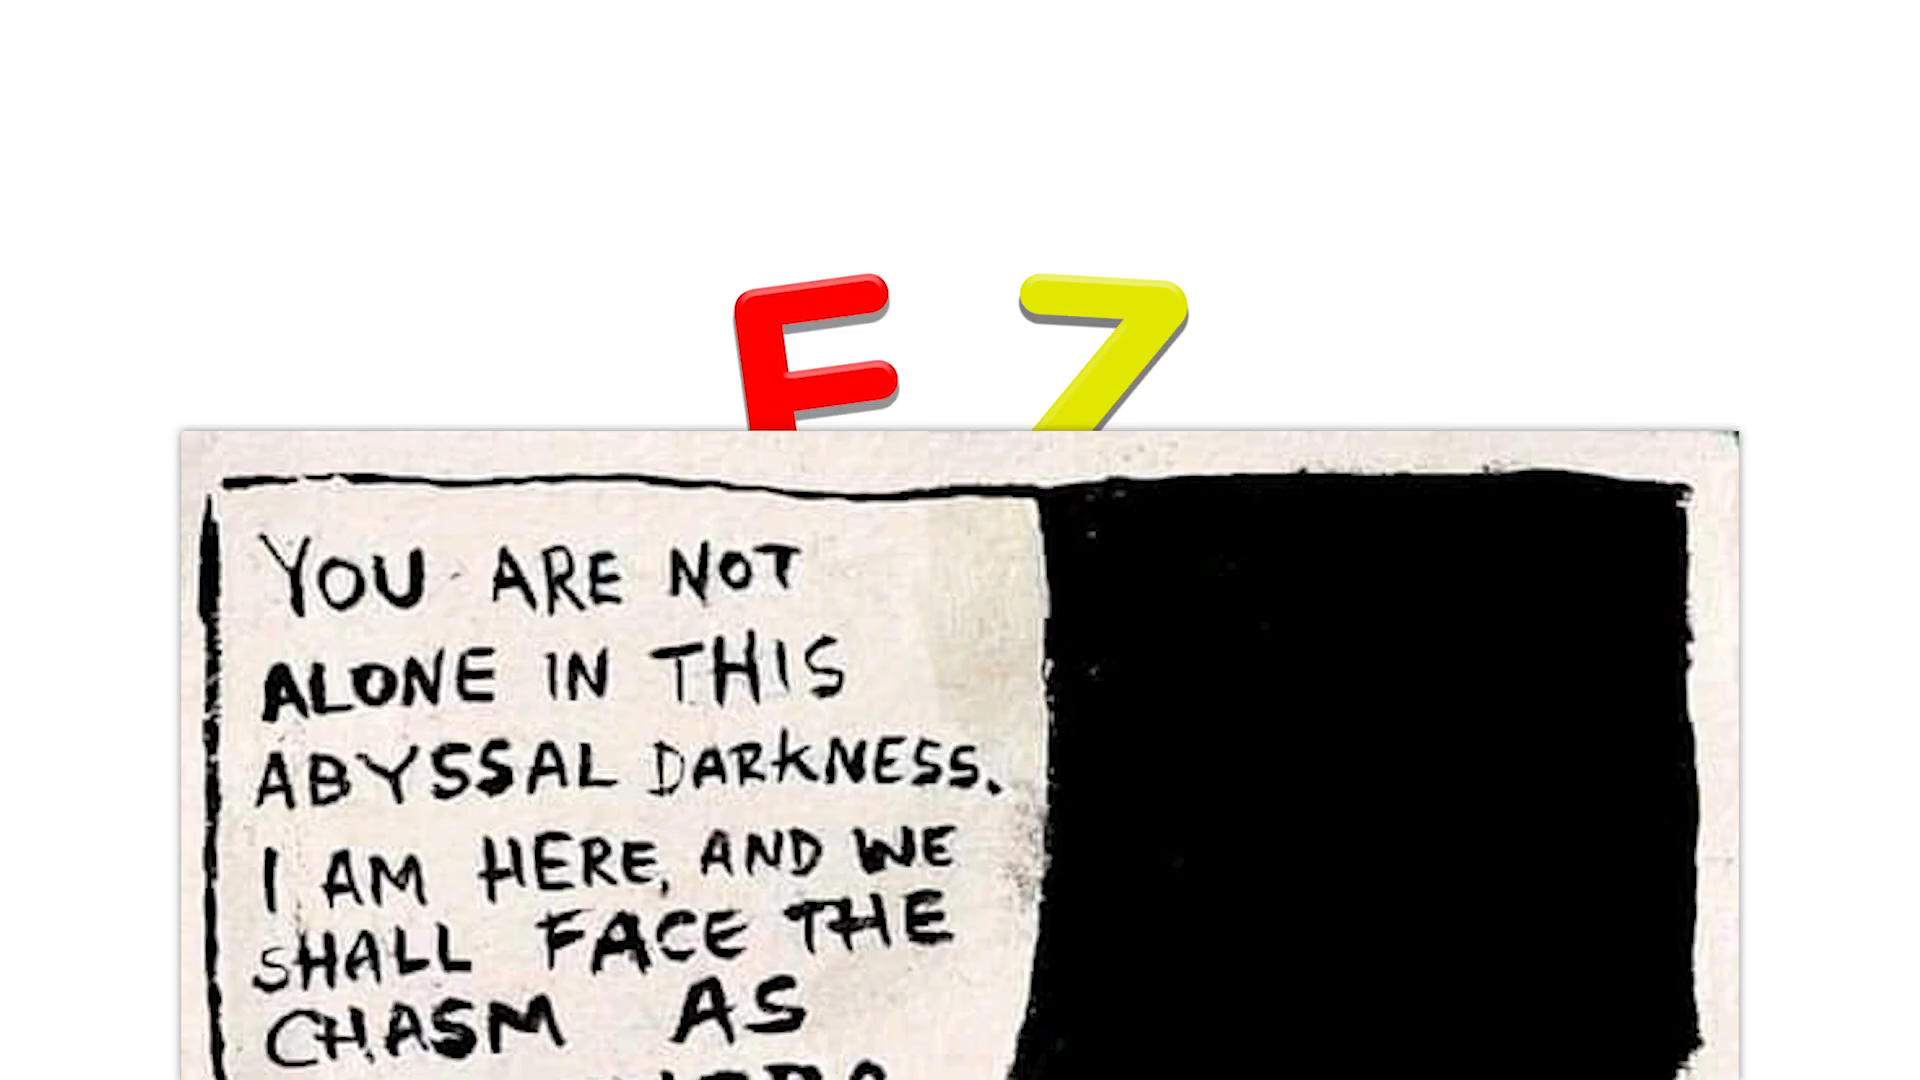 YOU ARE NOT
ALONE IN THIS
ABYSSAL DARKNESS.
I AM HERE, AND WE
SHALL FACE THE
CHASM AS